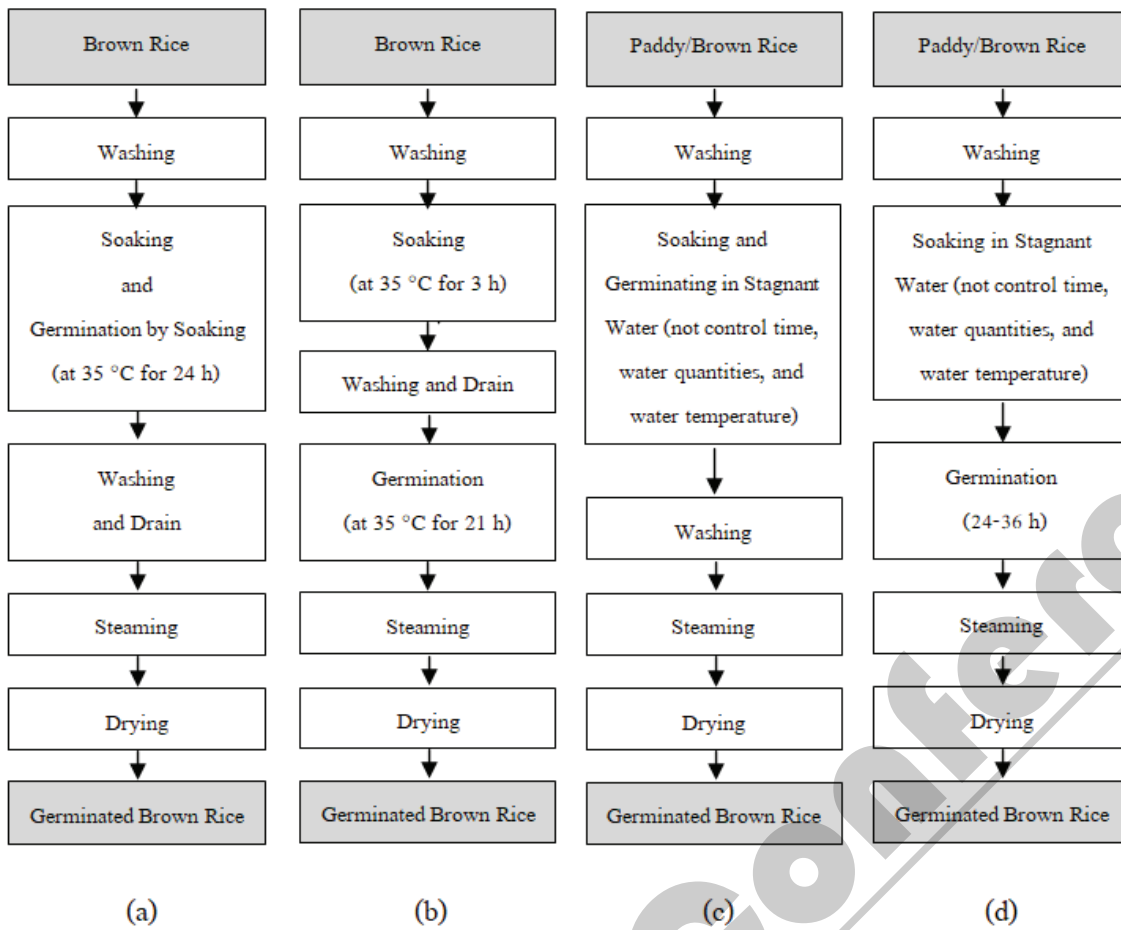 Brown Rice
Washing
Soaking
and
Germination by Soaking
(at 35 °C for 24 h)
Washing
and Drain
Steaming
Drying
Germinated Brown Rice
(a)
Brown Rice
Washing
Soaking
(at 35 °C for 3 h)
Washing and Drain
Germination
(at 35 °C for 21 h)
Steaming
Drying
Germinated Brown Rice
(b)
Paddy/Brown Rice
Washing
Soaking and
Germinating in Stagnant
Water (not control time,
water quantities, and
water temperature)
Washing
Steaming
Drying
Germinated Brown Rice
(c)
Paddy/Brown Rice
Washing
Soaking in Stagnant
Water (not control time,
water quantities, and
water temperature)
Germination
(24-36 h)
Steaming
Drying
Germinated Brown Rice
(d)